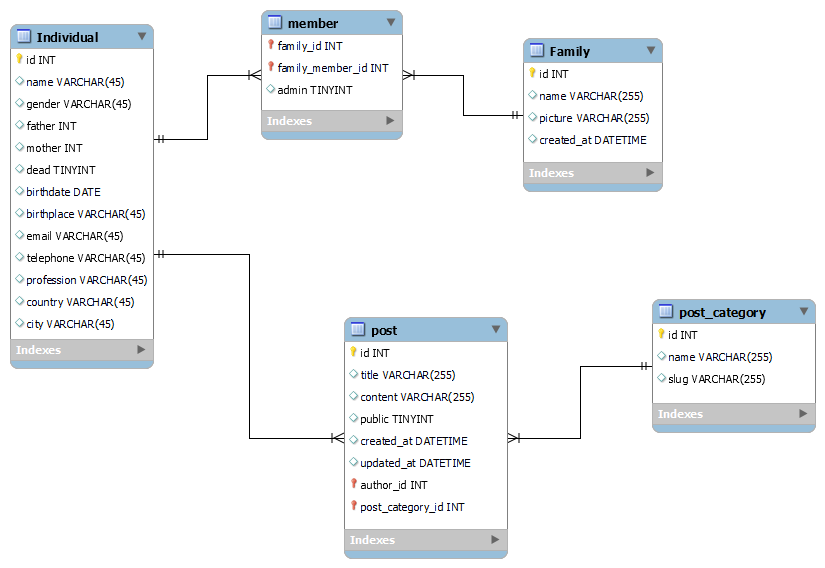 Individual
id INT
name VARCHAR(45)
gender VARCHAR(45)
father INT
mother INT
dead TINYINT
birthdate DATE
birthplace VARCHAR(45)
email VARCHAR(45)
telephone VARCHAR(45)
profession VARCHAR(45)
country VARCHAR(45)
city VARCHAR(45)
Indexes
member
family_id INT
family_member_id INT
admin TINYINT
Indexes
Family
id INT
name VARCHAR(255)
picture VARCHAR(255)
created_at DATETIME
Indexes
post
id INT
title VARCHAR(255)
content VARCHAR(255)
public TINYINT
created_at DATETIME
updated_at DATETIME
author_id INT
post_category_id INT
Indexes
post_category
id INT
name VARCHAR(255)
slug VARCHAR(255)
Indexes